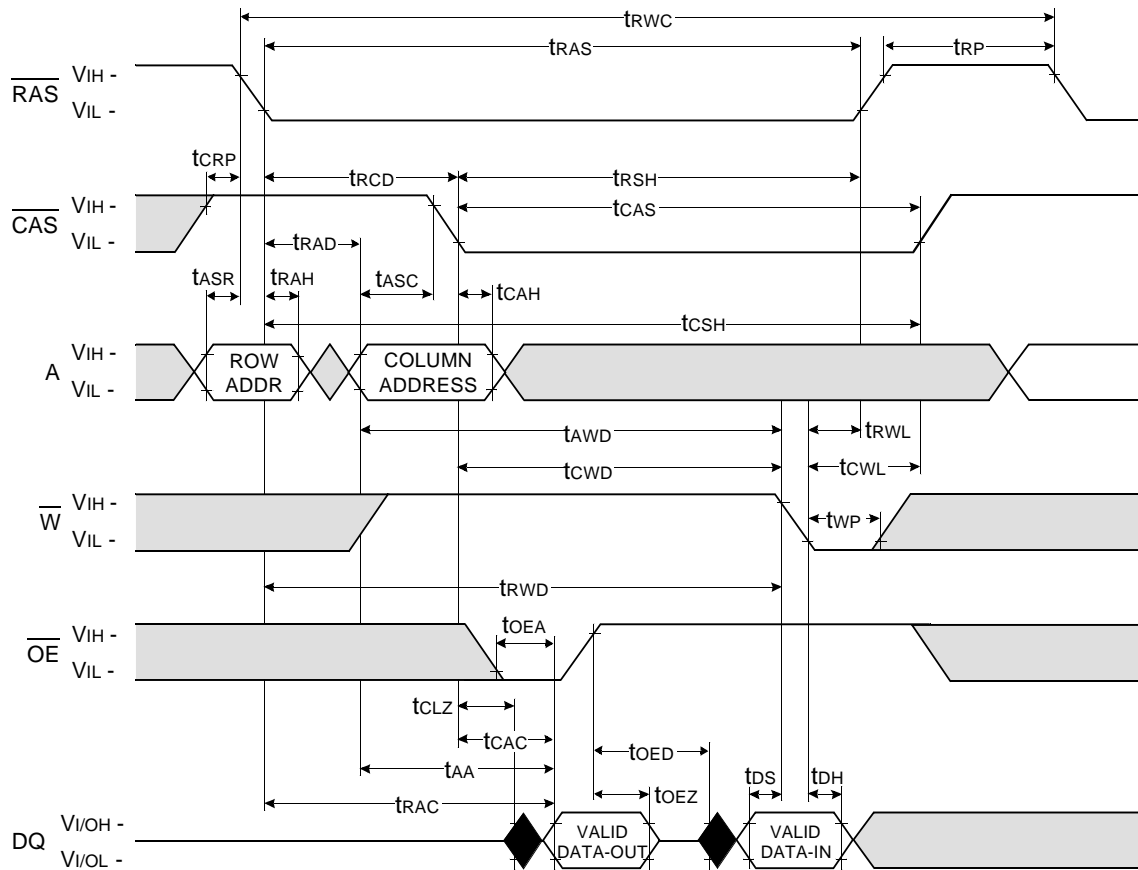 tRWC
tRAS
tRP
RAS
VIH -
VIL -
tCRP
tRCD
tRSH
CAS
VIH -
VIL -
tCAS
tRAD
tASR
tRAH
tASC
tCAH
tCSH
A
VIH -
VIL -
ROW
ADDR
COLUMN
ADDRESS
tAWD
tRWL
tCWD
tCWL
W
VIH -
VIL -
tWP
tRWD
OE
VIH -
VIL -
tOEA
tCLZ
tCAC
tOED
tAA
tOEZ
tDS
tDH
tRAC
DQ
VI/OH -
VI/OL -
VALID
DATA-OUT
VALID
DATA-IN